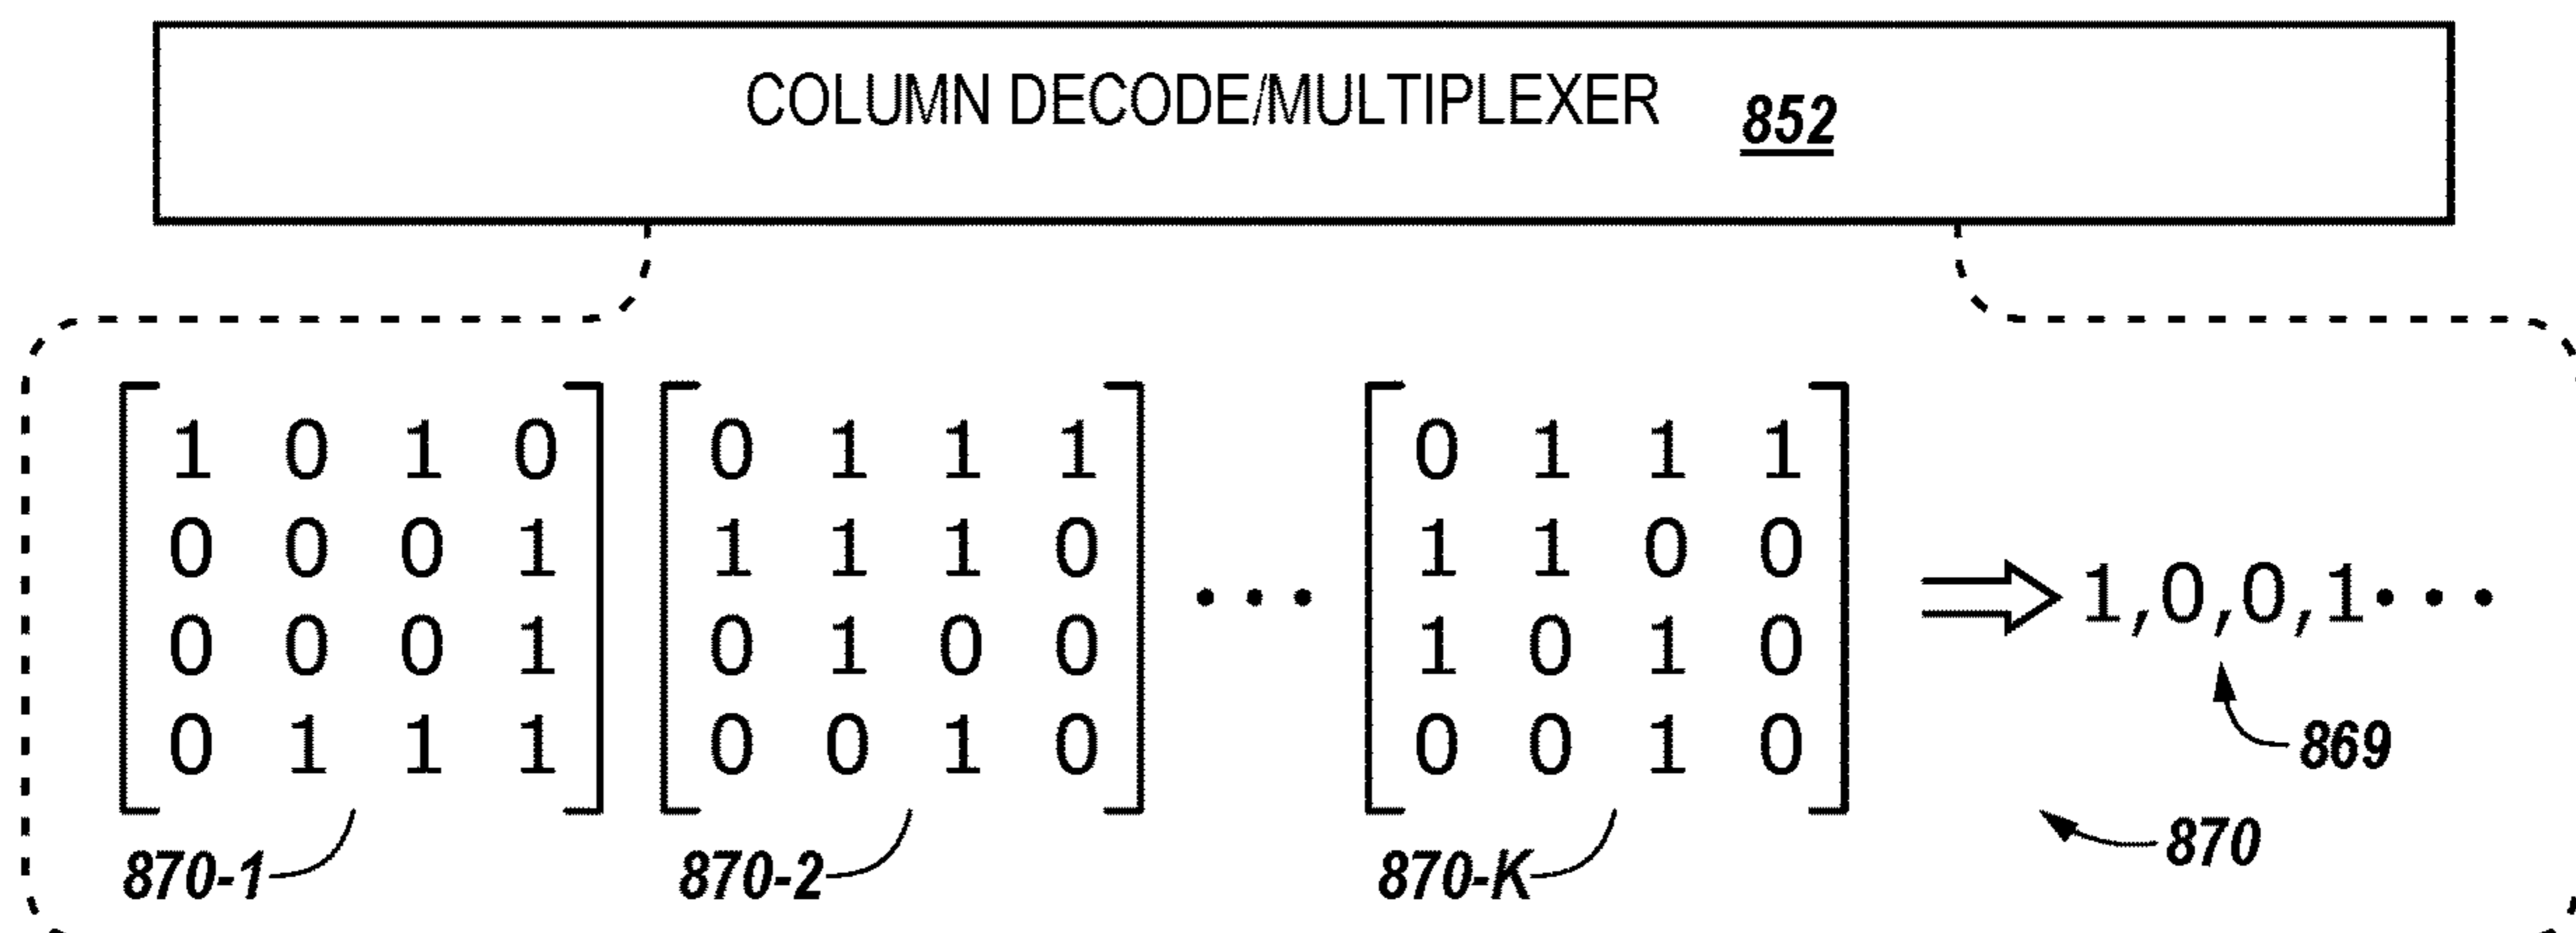 COLUMN DECODE/MULTIPLEXER 852
1 0 1 0 0 1 1 1 0 1 1 1
0 0 0 1 1 1 1 0 1 1 0 0
• • • ⇒ 1,0,0,1• • •
0 0 0 1 0 1 0 0 1 0 1 0
0 1 1 1 0 0 1 0 0 0 1 0
869
870-1 870-2 870-K 870